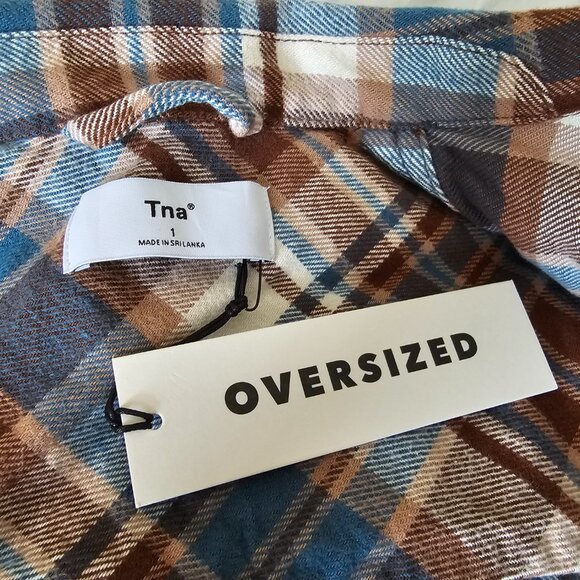 Tna®
1
MADE IN SRI LANKA
OVERSIZED